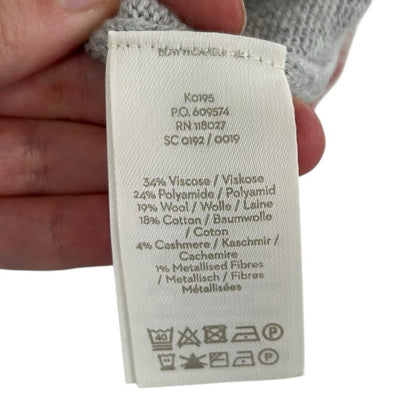 K0195
P.O. 609574
RN 118027
SC 0192 / 0019
34% Viscose / Viskose
24% Polyamide / Polyamid
19% Wool / Wolle / Laine
18% Cotton / Baumwolle
/ Coton
4% Cashmere / Kaschmir /
Cachemire
1% Metallised Fibres
/ Metallisch / Fibres
Métallisées
40
P
P